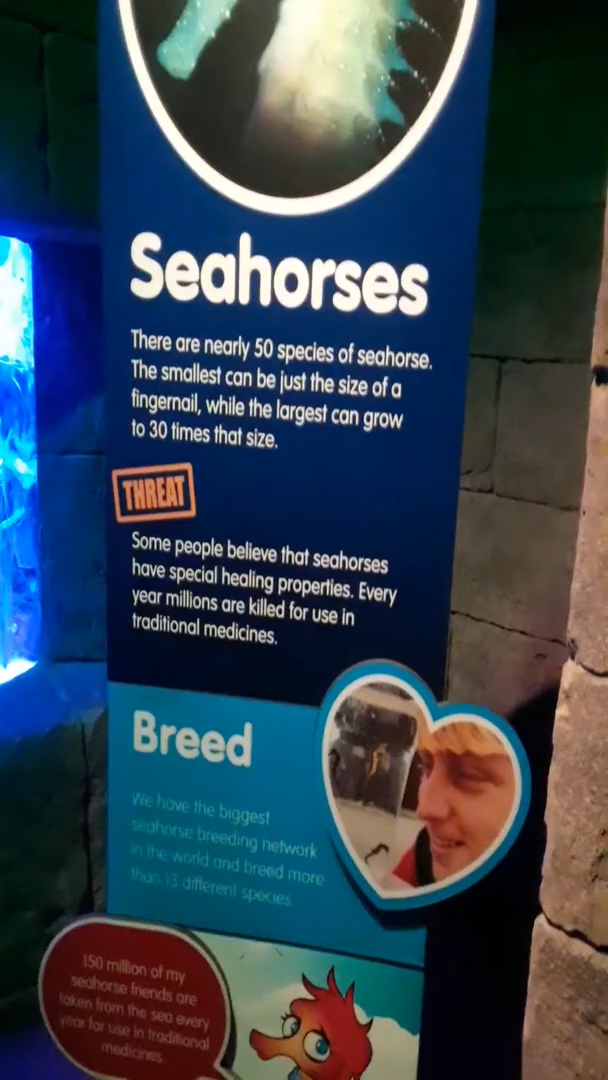 Seahorses
There are nearly 50 species of seahorse.
The smallest can be just the size of a
fingernail, while the largest can grow
to 30 times that size.
THREAT
Some people believe that seahorses
have special healing properties. Every
year millions are killed for use in
traditional medicines.
Breed
We have the biggest
seahorse breeding network
in the world and breed more
than 13 different species.
150 million of my
seahorse friends are
taken from the sea every
year for use in traditional
medicines.